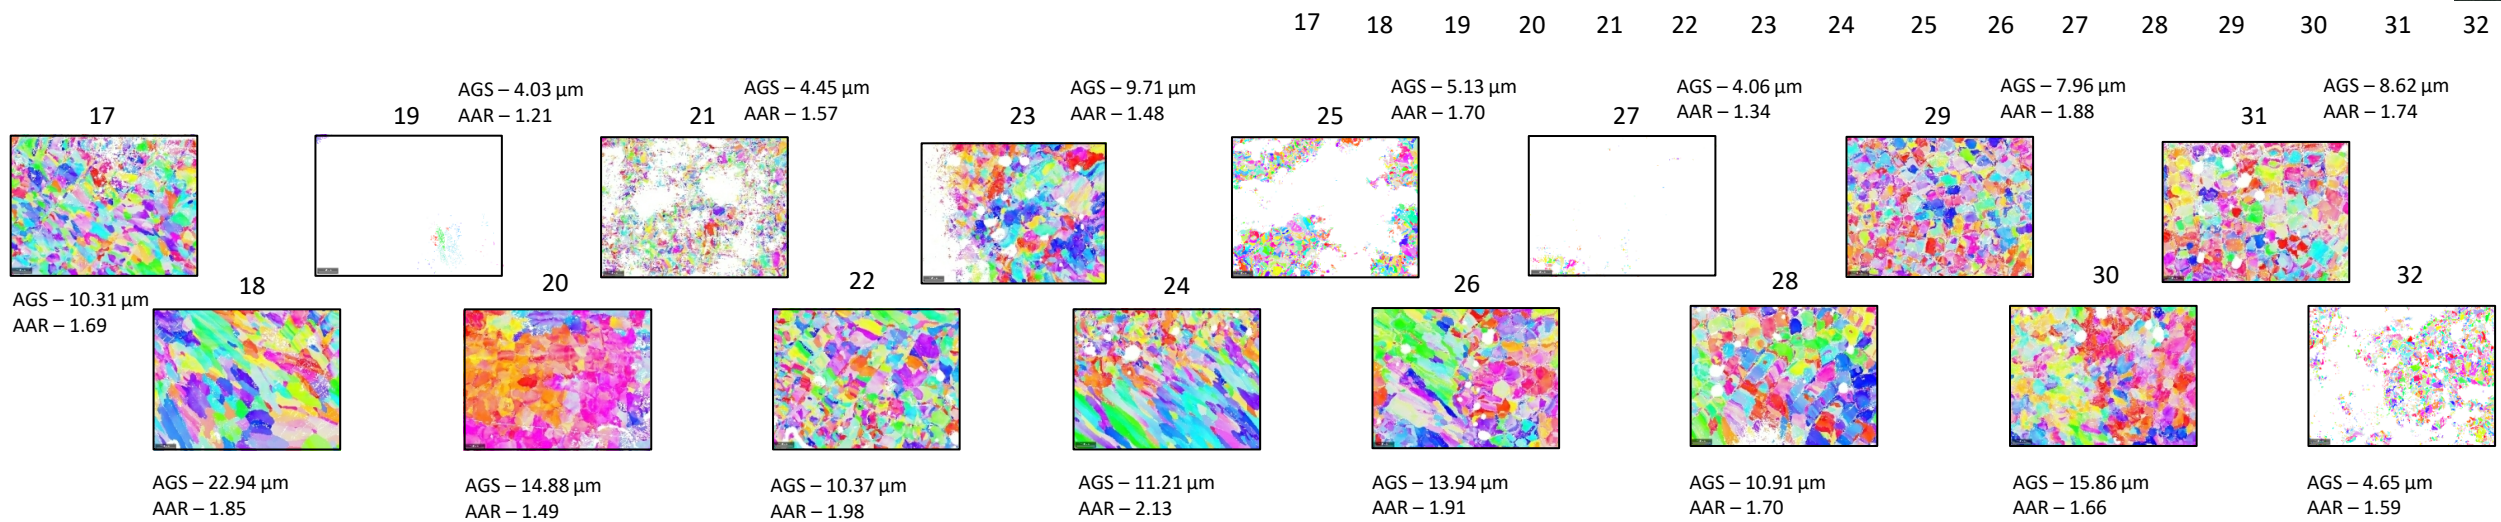 17 18 19 20 21 22 23 24 25 26 27 28 29 30 31 32
17
19
AGS – 4.03 µm
AAR – 1.21
21
AGS – 4.45 µm
AAR – 1.57
23
AGS – 9.71 µm
AAR – 1.48
25
AGS – 5.13 µm
AAR – 1.70
27
AGS – 4.06 µm
AAR – 1.34
29
AGS – 7.96 µm
AAR – 1.88
31
AGS – 8.62 µm
AAR – 1.74
AGS – 10.31 µm
AAR – 1.69
18
20
22
24
26
28
30
32
AGS – 22.94 µm
AAR – 1.85
AGS – 14.88 µm
AAR – 1.49
AGS – 10.37 µm
AAR – 1.98
AGS – 11.21 µm
AAR – 2.13
AGS – 13.94 µm
AAR – 1.91
AGS – 10.91 µm
AAR – 1.70
AGS – 15.86 µm
AAR – 1.66
AGS – 4.65 µm
AAR – 1.59